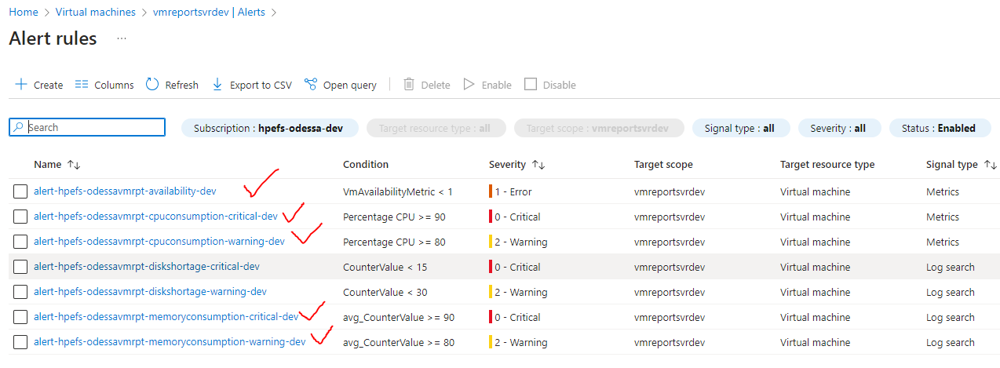 Home > Virtual machines > vmreportsvrdev | Alerts >
Alert rules ...
Create Columns Refresh Export to CSV Open query Delete Enable Disable
Search Subscription : hpefs-odessa-dev Target resource type : all Target scope : vmreportsvrdev Signal type : all Severity : all Status : Enabled
Name Condition Severity Target scope Target resource type Signal type
alert-hpefs-odessavmrpt-availability-dev VmAvailabilityMetric < 1 1 - Error vmreportsvrdev Virtual machine Metrics
alert-hpefs-odessavmrpt-cpuconsumption-critical-dev Percentage CPU >= 90 0 - Critical vmreportsvrdev Virtual machine Metrics
alert-hpefs-odessavmrpt-cpuconsumption-warning-dev Percentage CPU >= 80 2 - Warning vmreportsvrdev Virtual machine Metrics
alert-hpefs-odessavmrpt-diskshortage-critical-dev CounterValue < 15 0 - Critical vmreportsvrdev Virtual machine Log search
alert-hpefs-odessavmrpt-diskshortage-warning-dev CounterValue < 30 2 - Warning vmreportsvrdev Virtual machine Log search
alert-hpefs-odessavmrpt-memoryconsumption-critical-dev avg_CounterValue >= 90 0 - Critical vmreportsvrdev Virtual machine Log search
alert-hpefs-odessavmrpt-memoryconsumption-warning-dev avg_CounterValue >= 80 2 - Warning vmreportsvrdev Virtual machine Log search